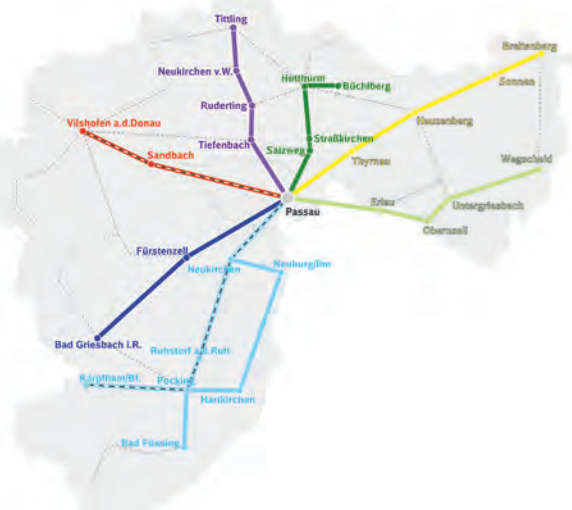 Tittling
Breitenberg
Neukirchen v.W.
Sonnen
Hutthurm
Büchlberg
Ruderting
Hauzenberg
Vilshofen a.d.Donau
Straßkirchen
Tiefenbach
Salzweg
Sandbach
Thyrnau
Wegscheid
Passau
Erlau
Untergriesbach
Obernzell
Fürstenzell
Neukirchen
Neuburg/Inn
Bad Griesbach i.R.
Ruhstorf a.d.Rott
Karpfham/Bf.
Pocking
Hartkirchen
Bad Füssing